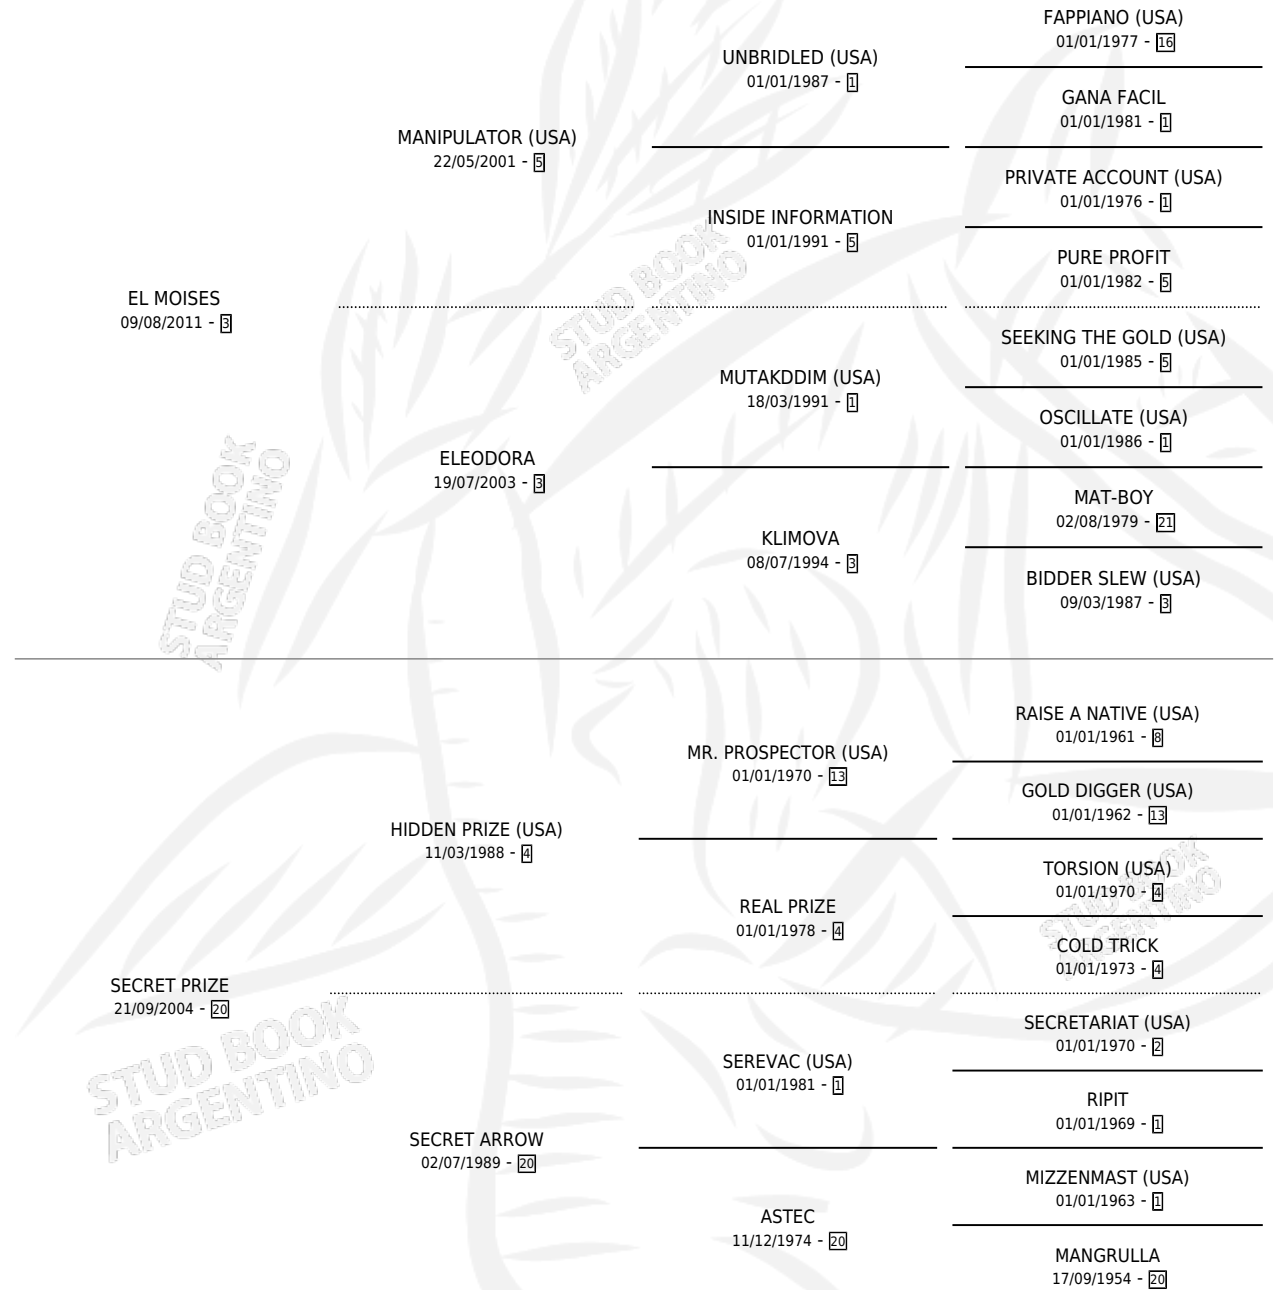 FAPPIANO (USA)
01/01/1977 - 16
UNBRIDLED (USA)
01/01/1987 - 1
GANA FACIL
01/01/1981 - 1
MANIPULATOR (USA)
22/05/2001 - 5
PRIVATE ACCOUNT (USA)
01/01/1976 - 1
INSIDE INFORMATION
01/01/1991 - 5
PURE PROFIT
01/01/1982 - 5
STUD BOOK
ARGENTINO
EL MOISES
09/08/2011 - 3
SEEKING THE GOLD (USA)
01/01/1985 - 5
MUTAKDDIM (USA)
18/03/1991 - 1
OSCILLATE (USA)
01/01/1986 - 1
ELEODORA
19/07/2003 - 3
MAT-BOY
02/08/1979 - 21
KLIMOVA
08/07/1994 - 3
BIDDER SLEW (USA)
09/03/1987 - 3
STUD BOOK
ARGENTINO
RAISE A NATIVE (USA)
01/01/1961 - 8
MR. PROSPECTOR (USA)
01/01/1970 - 13
GOLD DIGGER (USA)
01/01/1962 - 13
HIDDEN PRIZE (USA)
11/03/1988 - 4
TORSION (USA)
01/01/1970 - 4
REAL PRIZE
01/01/1978 - 4
STUD BOOK
ARGENTINO
COLD TRICK
01/01/1973 - 4
SECRET PRIZE
21/09/2004 - 20
SECRETARIAT (USA)
01/01/1970 - 2
STUD BOOK
ARGENTINO
SEREVAC (USA)
01/01/1981 - 1
RIPIT
01/01/1969 - 1
SECRET ARROW
02/07/1989 - 20
MIZZENMAST (USA)
01/01/1963 - 1
ASTEC
11/12/1974 - 20
MANGRULLA
17/09/1954 - 20